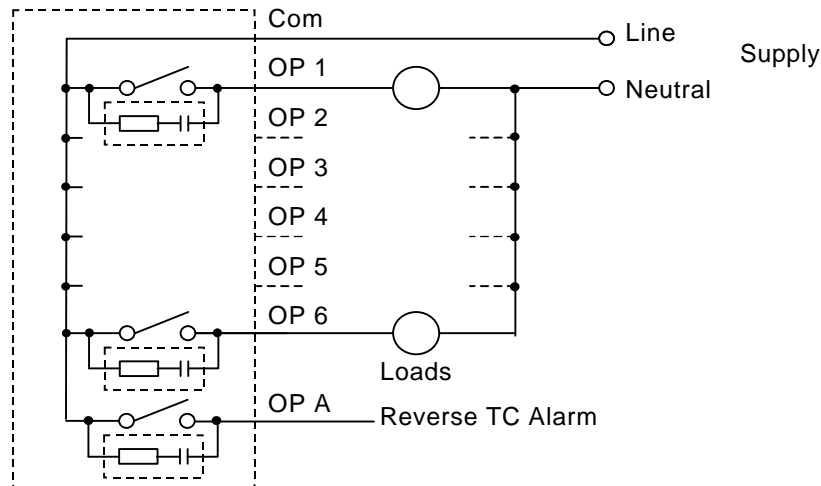 Com
Line
Supply
OP 1
Neutral
OP 2
OP 3
OP 4
OP 5
OP 6
Loads
OP A
Reverse TC Alarm